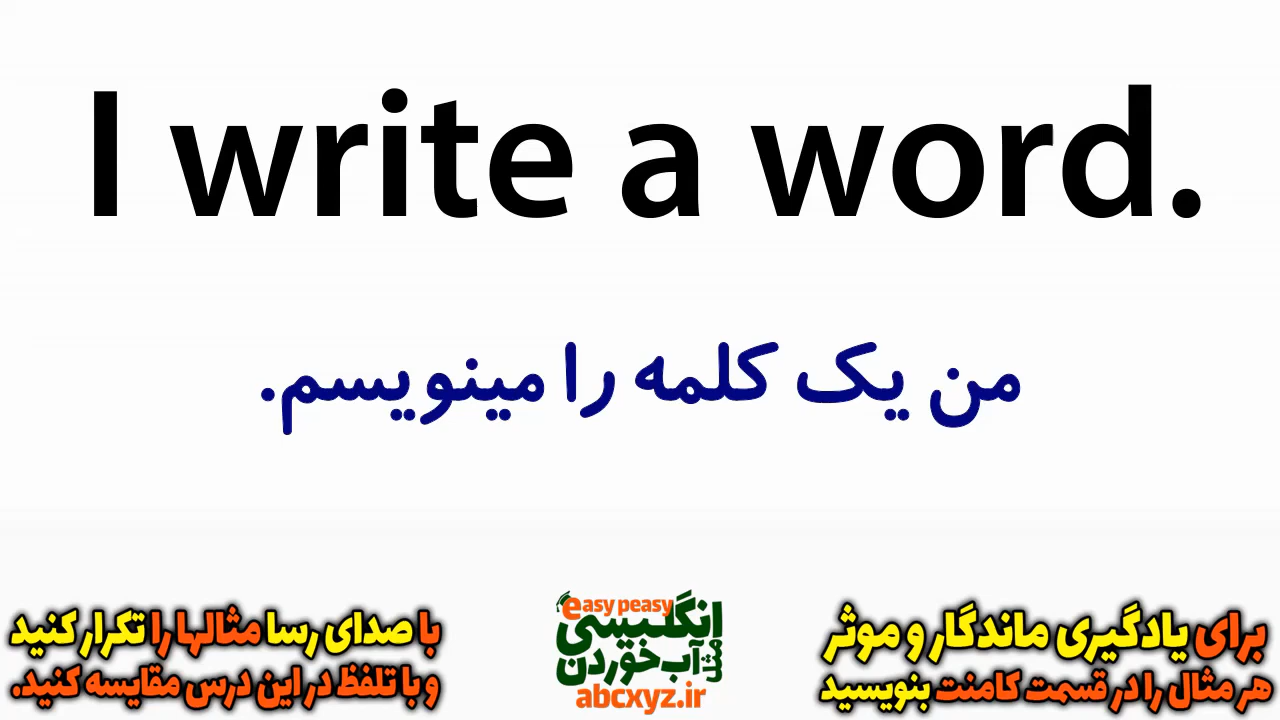 I write a word.
من یک کلمه را مینویسم.
برای یادگیری ماندگار و موثر
هر مثال را در قسمت کامنت بنویسید
easy peasy
انگلیسی
مثل
آب خوردن
abcxyz.ir
با صدای رسا مثالها را تکرار کنید
و با تلفظ در این درس مقایسه کنید.